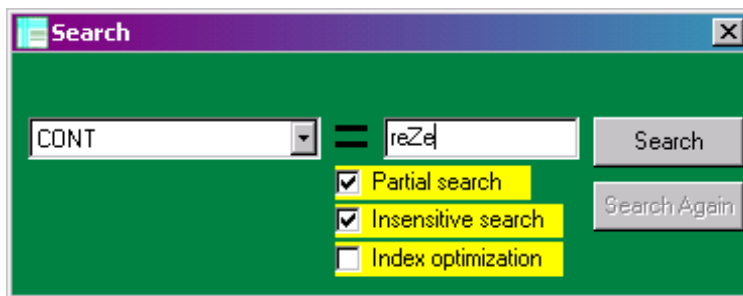 Search
CONT = reZe Search
Partial search
Insensitive search Search Again
Index optimization